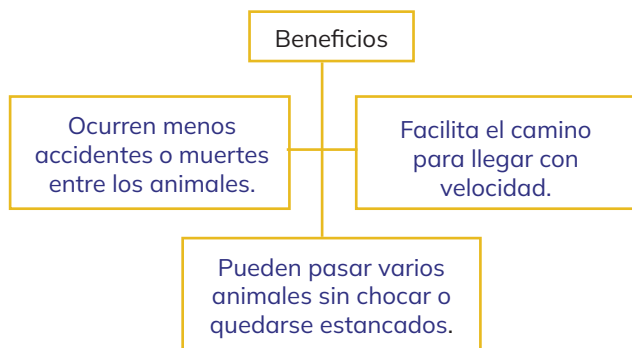 Beneficios
Ocurren menos
accidentes o muertes
entre los animales.
Facilita el camino
para llegar con
velocidad.
Pueden pasar varios
animales sin chocar o
quedarse estancados.